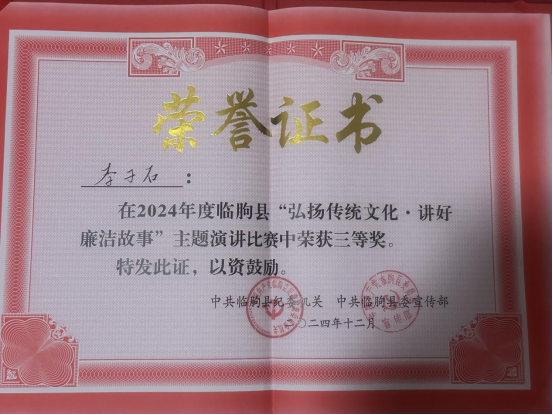 荣誉证书
李子石：
在2024年度临朐县“弘扬传统文化·讲好
廉洁故事”主题演讲比赛中荣获三等奖。
特发此证，以资鼓励。
中共临朐县纪委机关 中共临朐县委宣传部
二〇二四年十二月